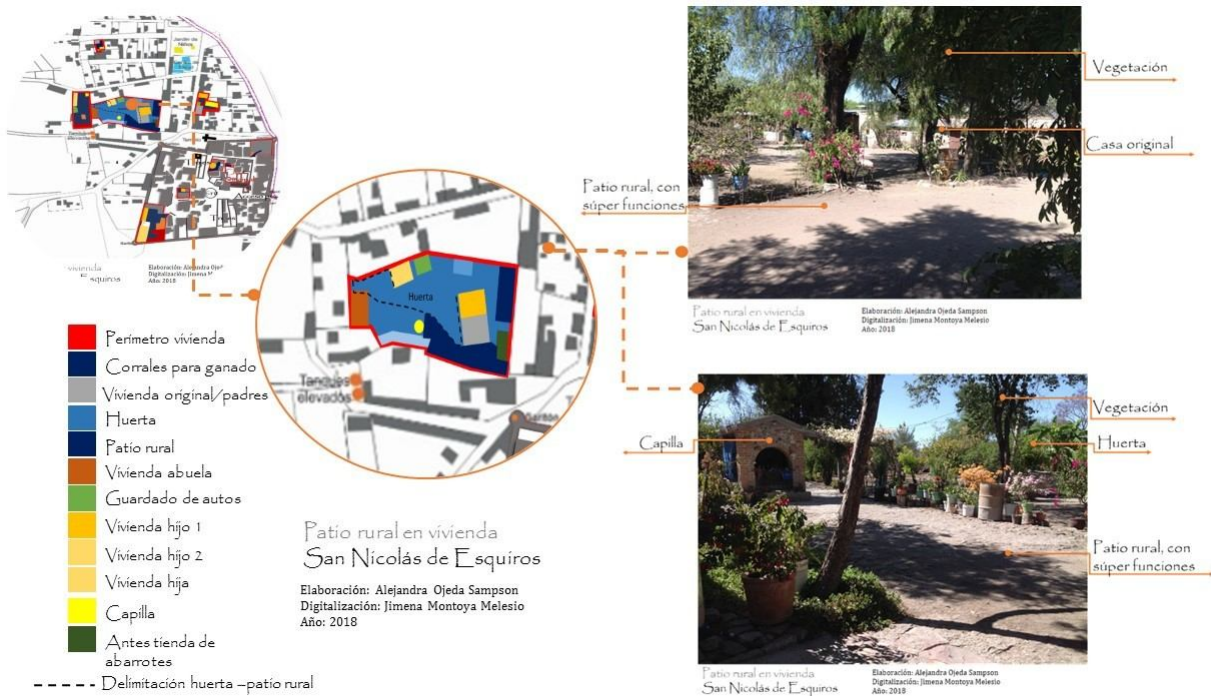 Jardín de
Niños
Tanques
elevados
vivienda
squiros
Elaboración: Alejandra Oje
Digitalización: Jimena
Año: 2018
Perímetro vivienda
Corrales para ganado
Vivienda original/padres
Huerta
Patio rural
Vivienda abuela
Guardado de autos
Vivienda hijo 1
Vivienda hijo 2
Vivienda hija
Capilla
Antes tienda de
abarrotes
Delimitación huerta –patio rural
Huerta
Tanques
elevados
Patio rural en vivienda
San Nicolás de Esquiros
Elaboración: Alejandra Ojeda Sampson
Digitalización: Jimena Montoya Melesio
Año: 2018
Vegetación
Casa original
Patio rural, con
súper funciones
Patio rural en vivienda
San Nicolás de Esquiros
Elaboración: Alejandra Ojeda Sampson
Digitalización: Jimena Montoya Melesio
Año: 2018
Vegetación
Capilla
Huerta
Patio rural, con
súper funciones
Patio rural en vivienda
San Nicolás de Esquiros
Elaboración: Alejandra Ojeda Sampson
Digitalización: Jimena Montoya Melesio
Año: 2018